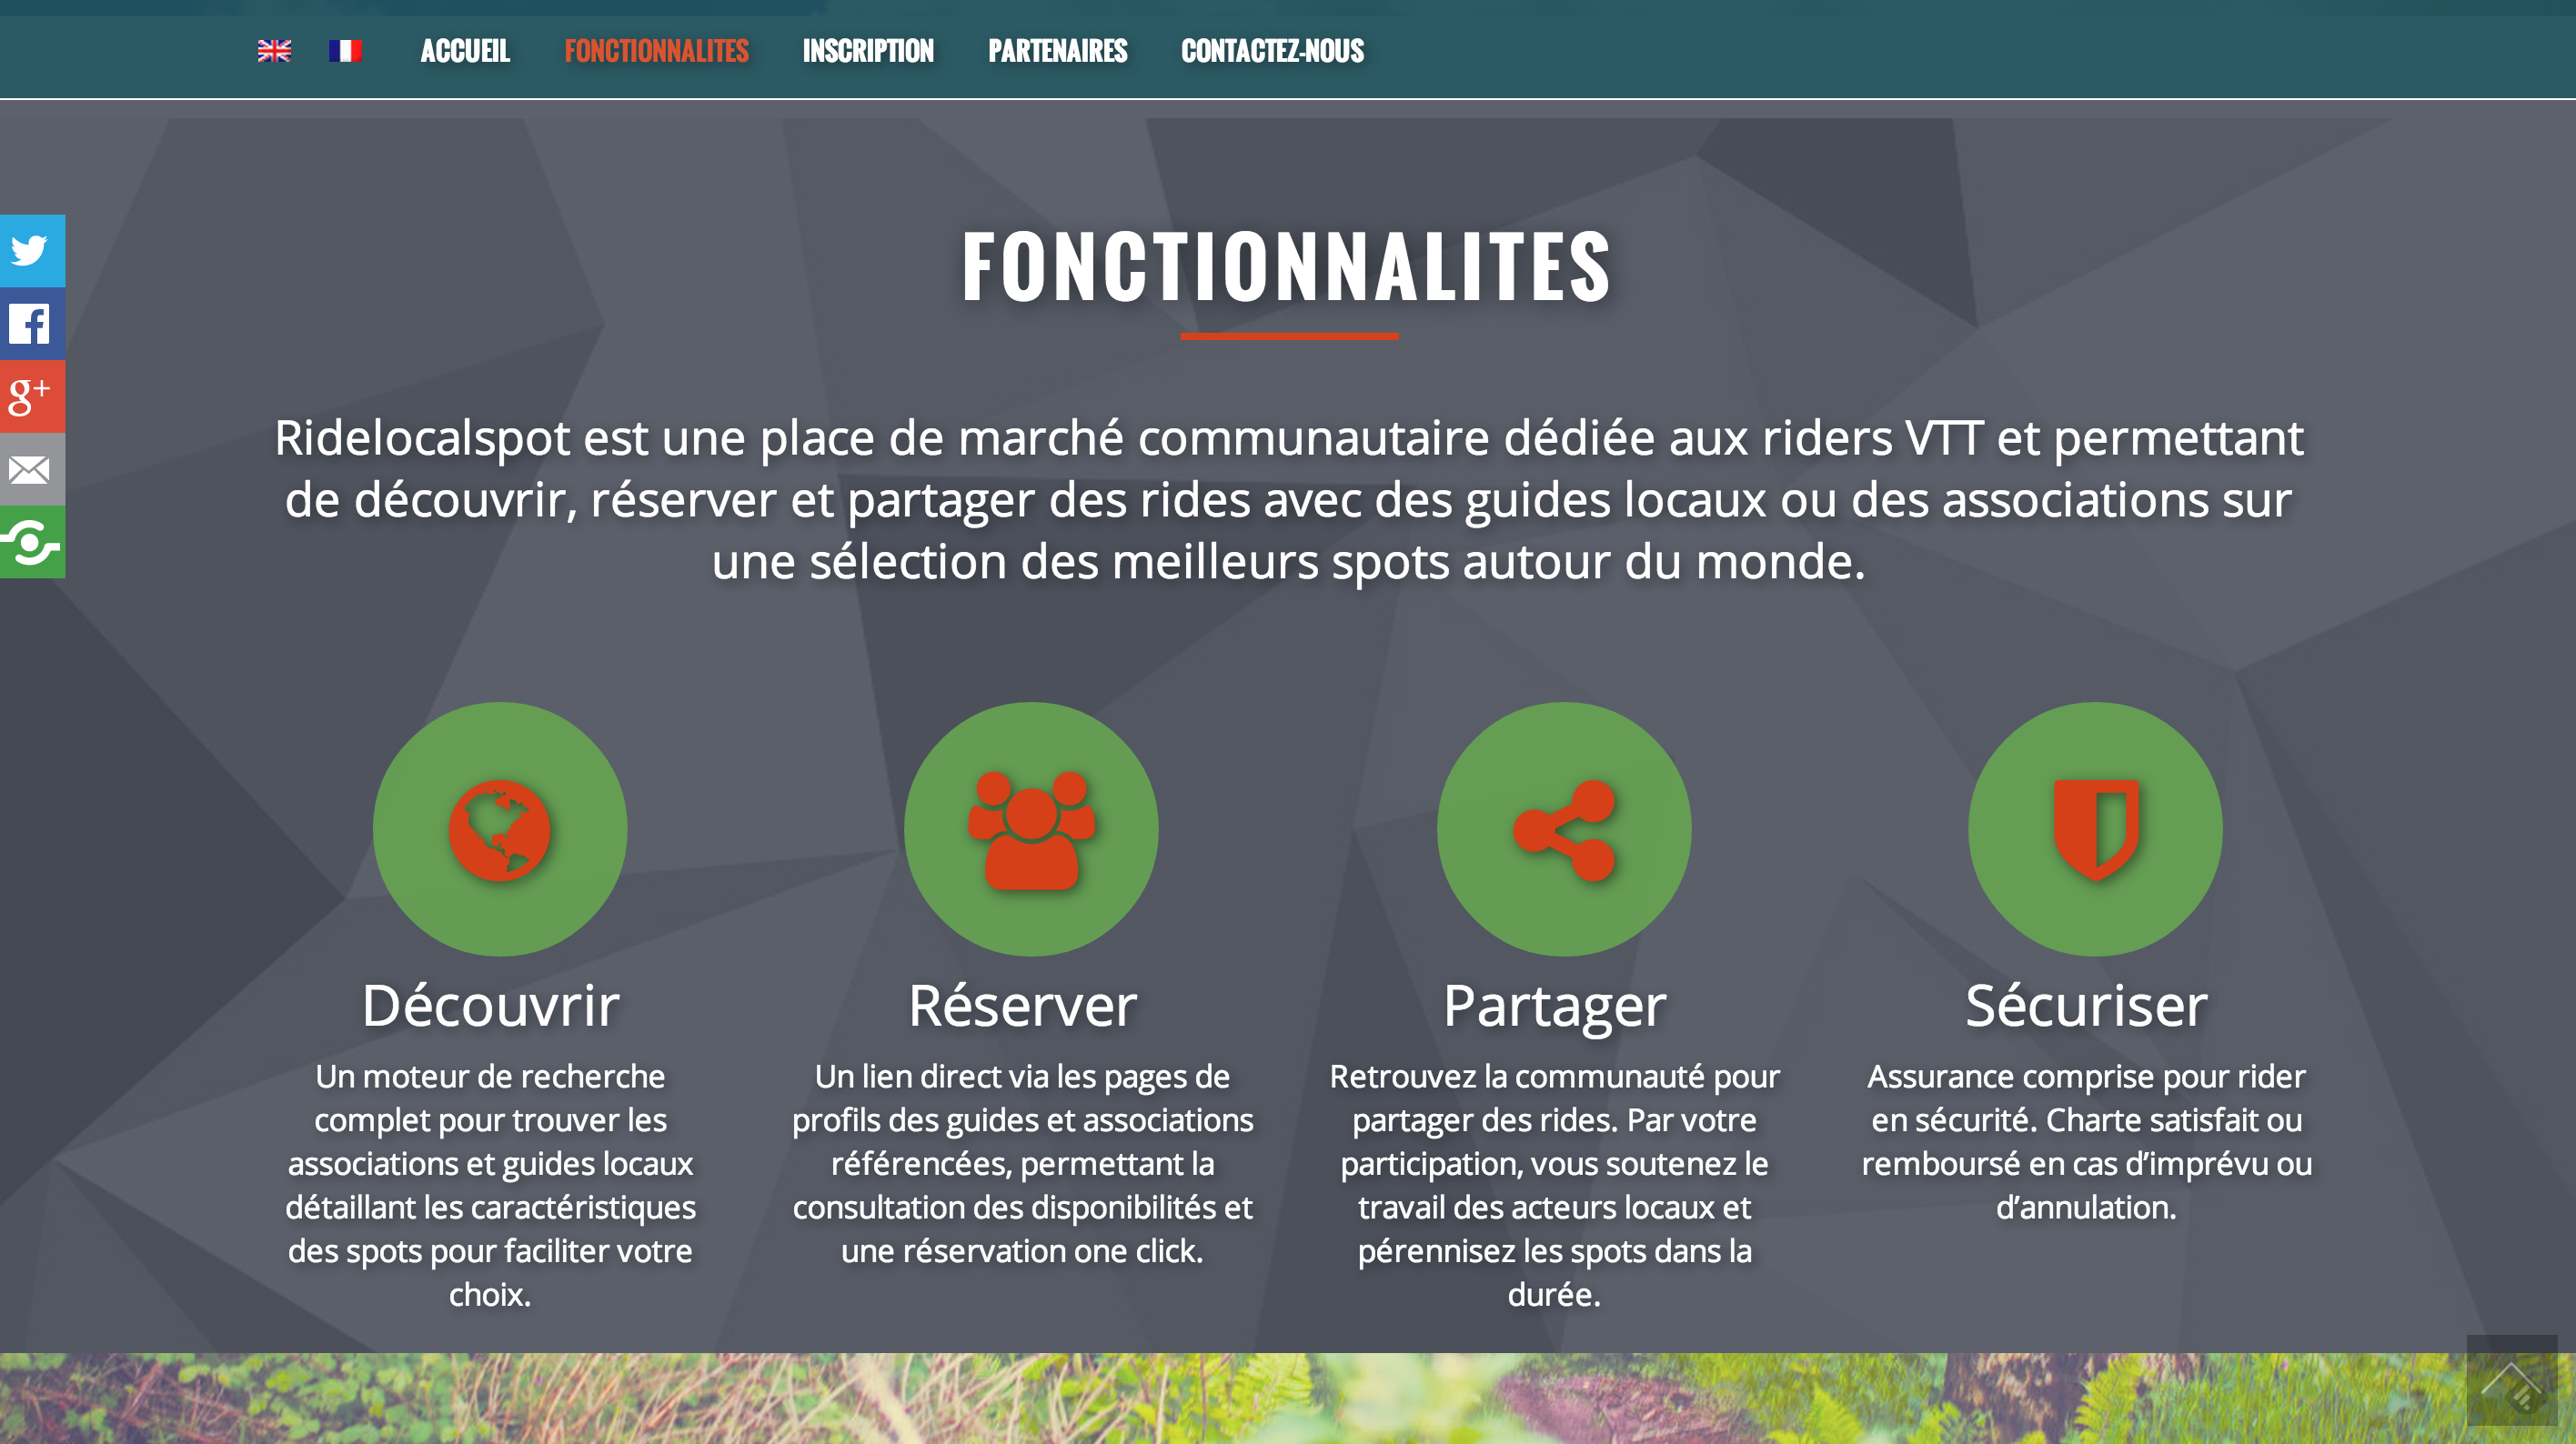 ACCUEIL FONCTIONNALITES INSCRIPTION PARTENAIRES CONTACTEZ-NOUS
FONCTIONNALITES
g+
Ridelocalspot est une place de marché communautaire dédiée aux riders VTT et permettant
de découvrir, réserver et partager des rides avec des guides locaux ou des associations sur
une sélection des meilleurs spots autour du monde.
Découvrir
Un moteur de recherche
complet pour trouver les
associations et guides locaux
détaillant les caractéristiques
des spots pour faciliter votre
choix.
Réserver
Un lien direct via les pages de
profils des guides et associations
référencées, permettant la
consultation des disponibilités et
une réservation one click.
Partager
Retrouvez la communauté pour
partager des rides. Par votre
participation, vous soutenez le
travail des acteurs locaux et
pérennisez les spots dans la
durée.
Sécuriser
Assurance comprise pour rider
en sécurité. Charte satisfait ou
remboursé en cas d’imprévu ou
d’annulation.